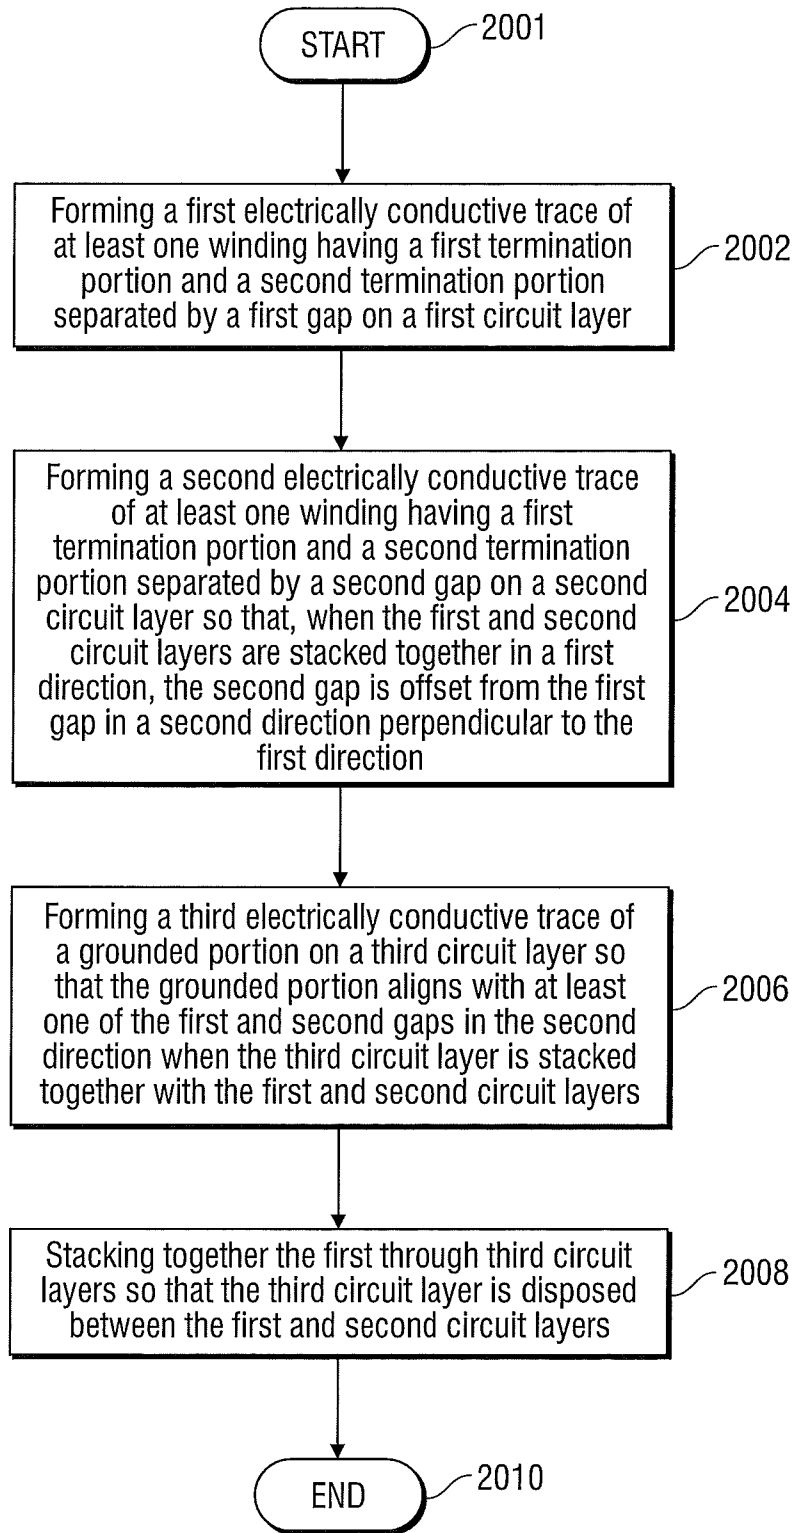 START
2001
Forming a first electrically conductive trace of
at least one winding having a first termination
portion and a second termination portion
separated by a first gap on a first circuit layer
2002
Forming a second electrically conductive trace
of at least one winding having a first
termination portion and a second termination
portion separated by a second gap on a second
circuit layer so that, when the first and second
circuit layers are stacked together in a first
direction, the second gap is offset from the first
gap in a second direction perpendicular to the
first direction
2004
Forming a third electrically conductive trace of
a grounded portion on a third circuit layer so
that the grounded portion aligns with at least
one of the first and second gaps in the second
direction when the third circuit layer is stacked
together with the first and second circuit layers
2006
Stacking together the first through third circuit
layers so that the third circuit layer is disposed
between the first and second circuit layers
2008
END
2010